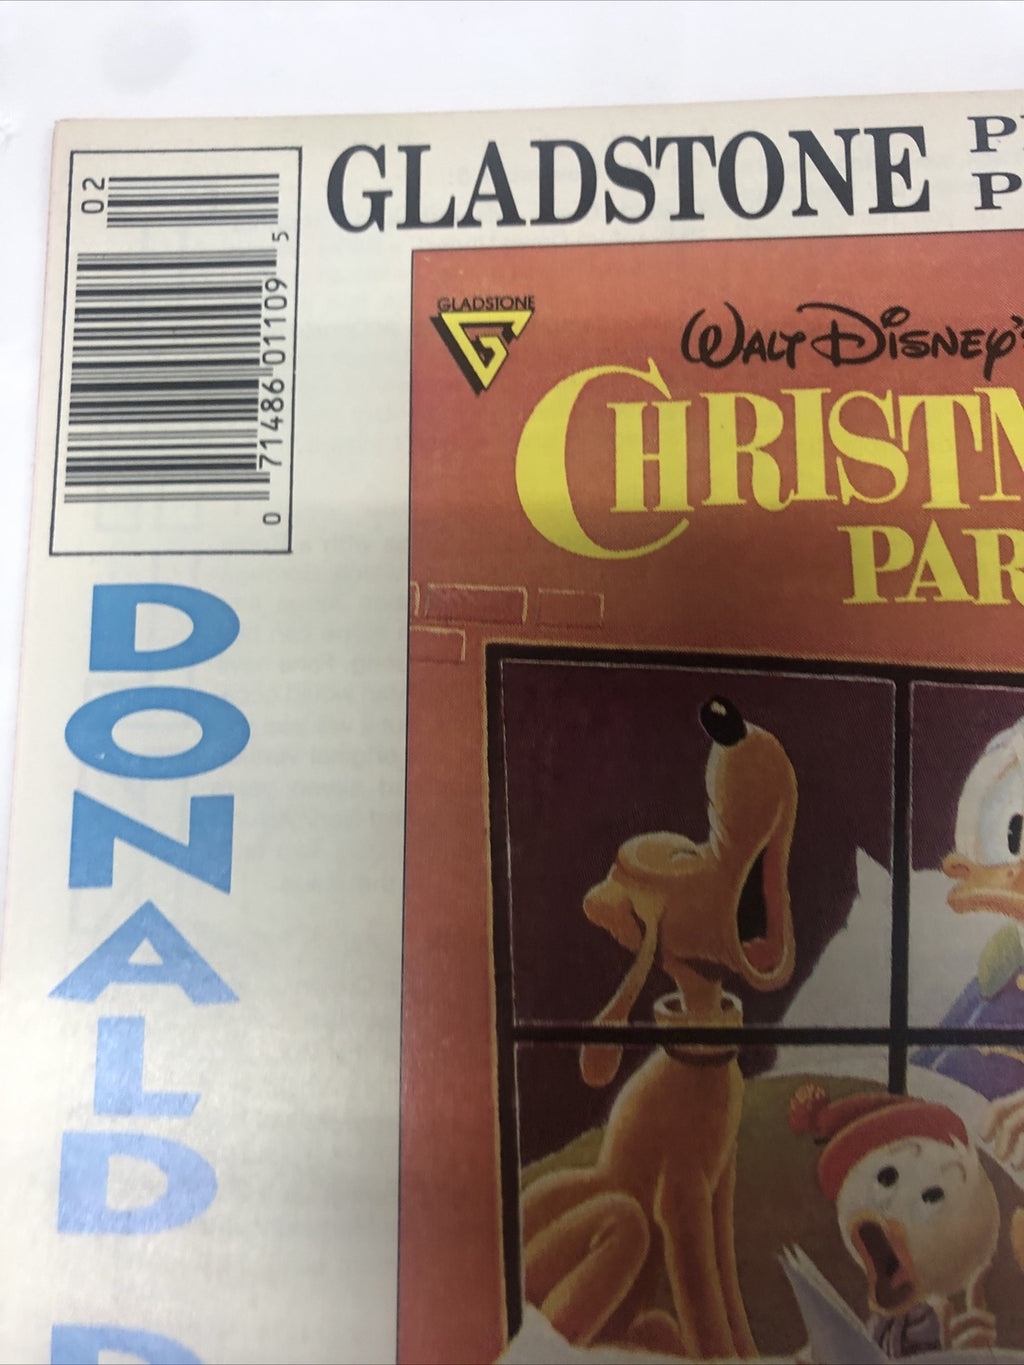 02
0 71486 01109 5
GLADSTONE
GLADSTONE
WALT DISNEY'
CHRISTM
PAR
DONALD